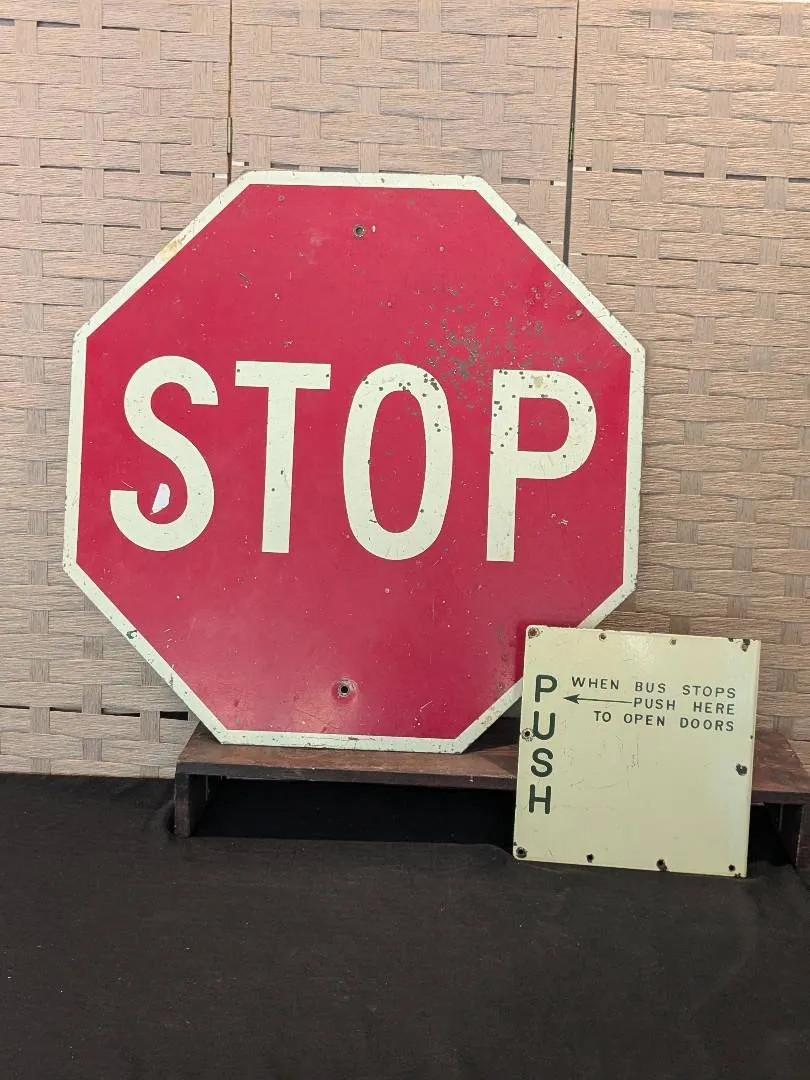 STOP
PUSH
WHEN BUS STOPS
PUSH HERE
TO OPEN DOORS